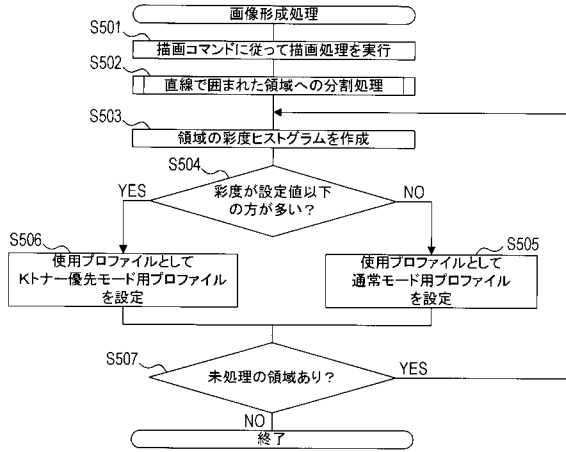 画像形成処理
S501
描画コマンドに従って描画処理を実行
S502
直線で囲まれた領域への分割処理
S503
領域の彩度ヒストグラムを作成
S504
YES
彩度が設定値以下
の方が多い?
NO
S506
使用プロファイルとして
Kトナー優先モード用プロファイル
を設定
S505
使用プロファイルとして
通常モード用プロファイル
を設定
S507
未処理の領域あり?
YES
NO
終了